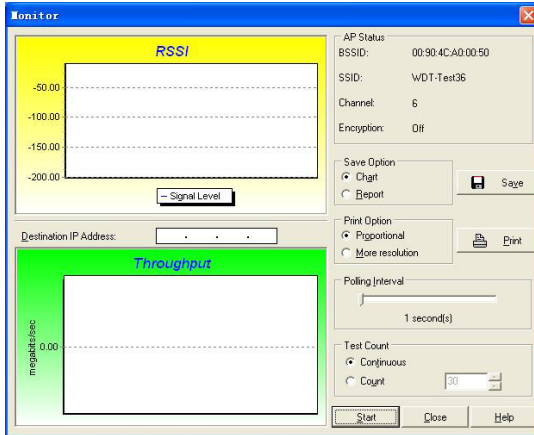 Monitor
RSSI
-50.00
-100.00
-150.00
-200.00
Signal Level
Destination IP Address: . . .
Throughput
megabits/sec
0.00
AP Status
BSSID: 00:90:4C:A0:00:50
SSID: WDT-Test36
Channel: 6
Encryption: Off
Save Option
Chart
Report
Save
Print Option
Proportional
More resolution
Print
Polling Interval
1 second(s)
Test Count
Continuous
Count 30
Start Close Help